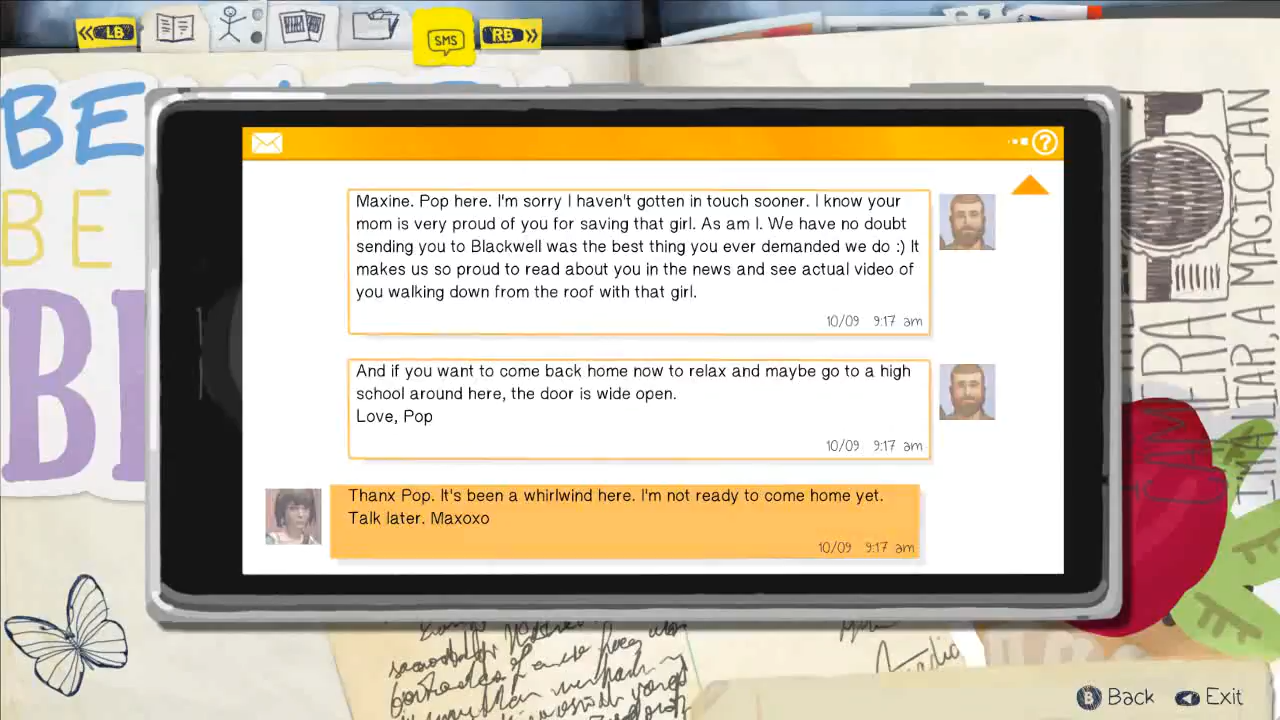 LB
SMS
RB
BE
BE
Maxine. Pop here. I'm sorry I haven't gotten in touch sooner. I know your
mom is very proud of you for saving that girl. As am I. We have no doubt
sending you to Blackwell was the best thing you ever demanded we do :) It
makes us so proud to read about you in the news and see actual video of
you walking down from the roof with that girl.
10/09 9:17 am
And if you want to come back home now to relax and maybe go to a high
school around here, the door is wide open.
Love, Pop
10/09 9:17 am
Thanx Pop. It's been a whirlwind here. I'm not ready to come home yet.
Talk later. Maxoxo
10/09 9:17 am
A MAGICIAN
B Back Exit